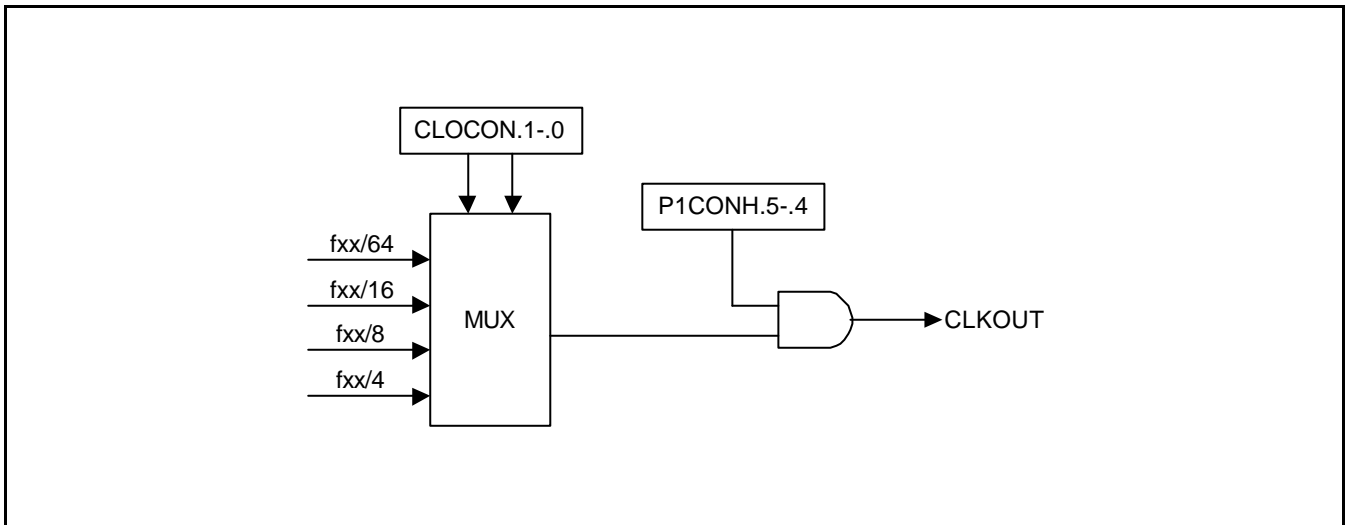 CLOCON.1-.0
P1CONH.5-.4
fxx/64
fxx/16
fxx/8
fxx/4
MUX
CLKOUT